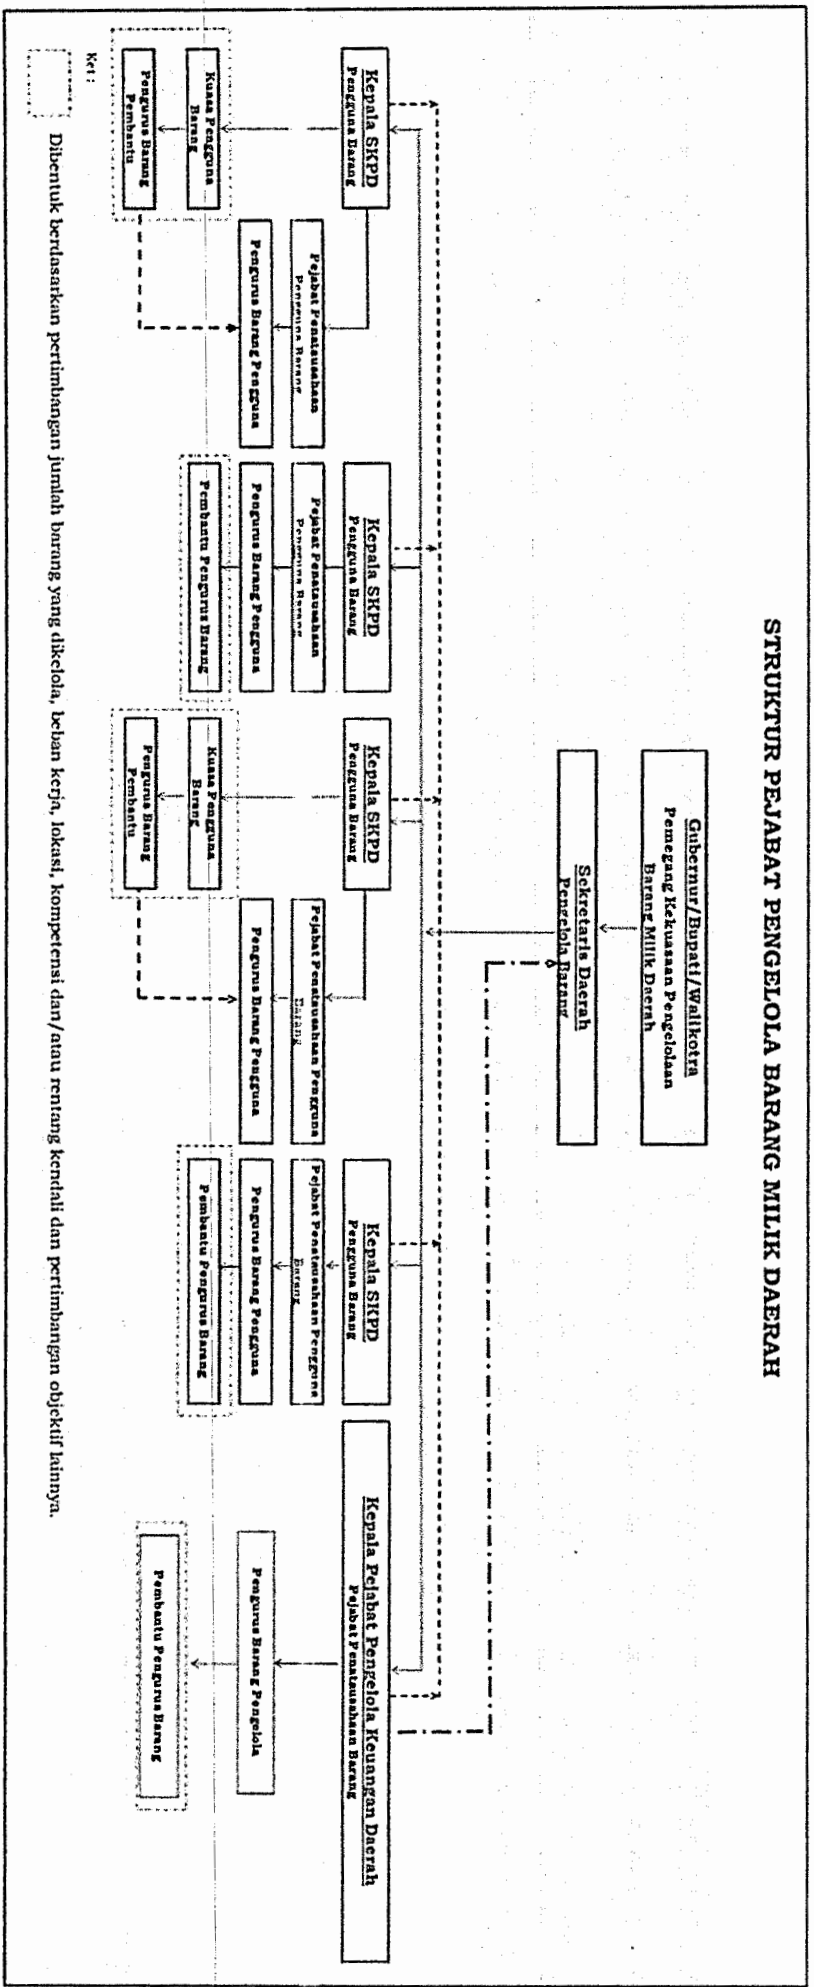 STRUKTUR PEJABAT PENGELOLA BARANG MILIK DAERAH
Gubernur/Bupati/Walikotra
Pemegang Kekuasaan Pengelolaan
Barang Milik Daerah
Sekretaris Daerah
Pengelola Barang
Kepala SKPD
Pengguna Barang
Kuasa Pengguna
Barang
Pengurus Barang
Pembantu
Pejabat Penatausahaan
Pengguna Barang
Pengurus Barang Pengguna
Kepala SKPD
Pengguna Barang
Pejabat Penatausahaan
Pengguna Barang
Pengurus Barang Pengguna
Pembantu Pengurus Barang
Kepala SKPD
Pengguna Barang
Kuasa Pengguna
Barang
Pengurus Barang
Pembantu
Pejabat Penatausahaan Pengguna
Barang
Pengurus Barang Pengguna
Kepala SKPD
Pengguna Barang
Pejabat Penatausahaan Pengguna
Barang
Pengurus Barang Pengguna
Pembantu Pengurus Barang
Kepala Pejabat Pengelola Keuangan Daerah
Pejabat Penatausahaan Barang
Pengurus Barang Pengelola
Pembantu Pengurus Barang
Ket :
Dibentuk berdasarkan pertimbangan jumlah barang yang dikelola, beban kerja, lokasi, kompetensi dan/atau rentang kendali dan pertimbangan objektif lainnya.